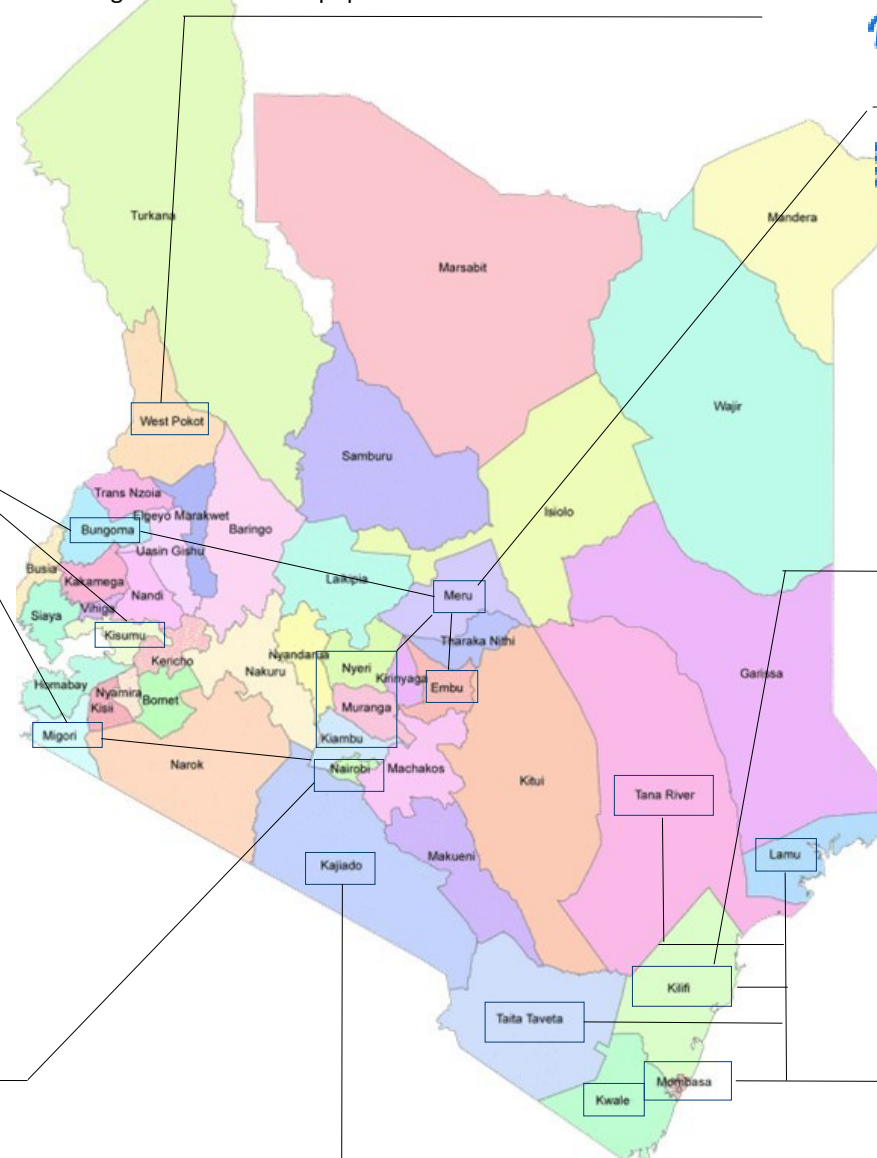 Turkana
Mandera
Marsabit
Wajir
West Pokot
Samburu
Trans Nzoia
Isiolo
Elgeyo Marakwet
Bungoma
Baringo
Uasin Gishu
Busia
Kakamega
Laikipia
Nandi
Meru
Vihiga
Siaya
Kisumu
Tharaka Nithi
Nyandarua
Kericho
Nyeri
Nakuru
Garissa
Kirinyaga
Homabay
Embu
Nyamira
Bomet
Kisii
Muranga
Migori
Kiambu
Narok
Nairobi
Machakos
Kitui
Tana River
Makueni
Lamu
Kajiado
Kilifi
Taita Taveta
Mombasa
Kwale